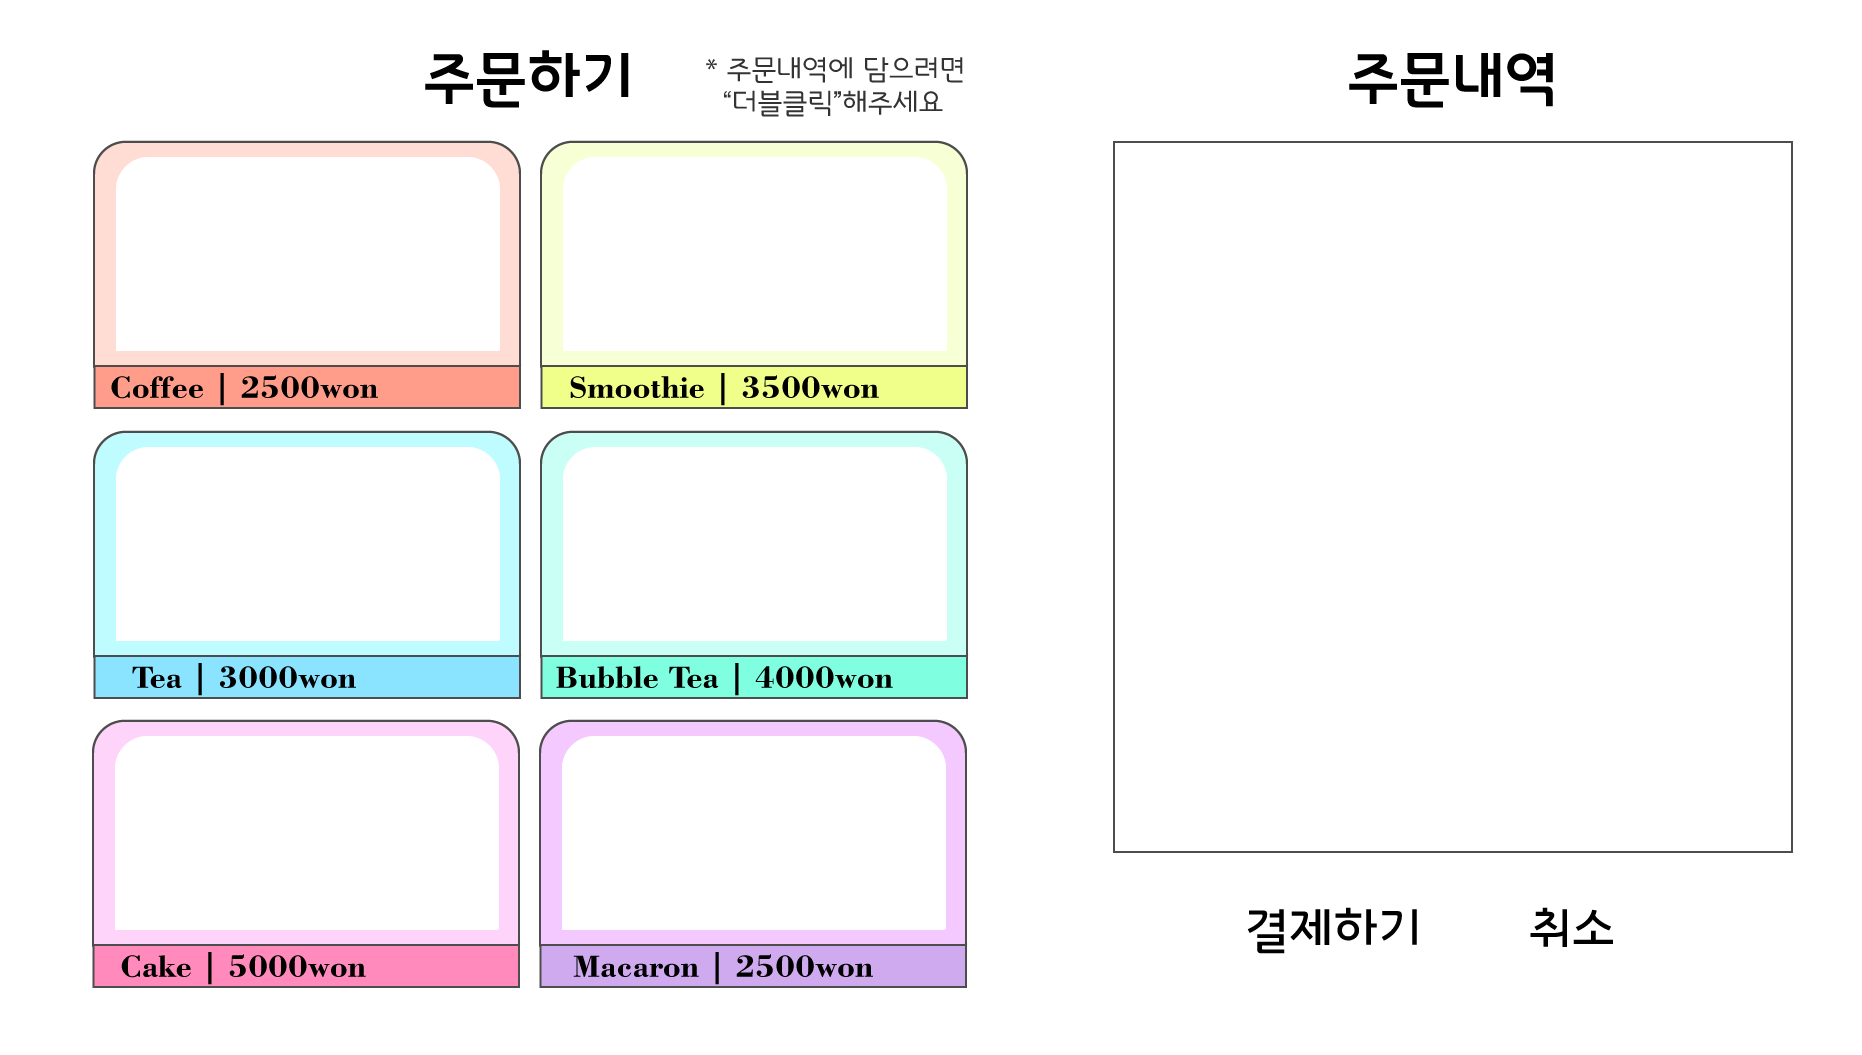 주문하기
* 주문내역에 담으려면
“더블클릭”해주세요
주문내역
Coffee | 2500won
Smoothie | 3500won
Tea | 3000won
Bubble Tea | 4000won
Cake | 5000won
Macaron | 2500won
결제하기
취소